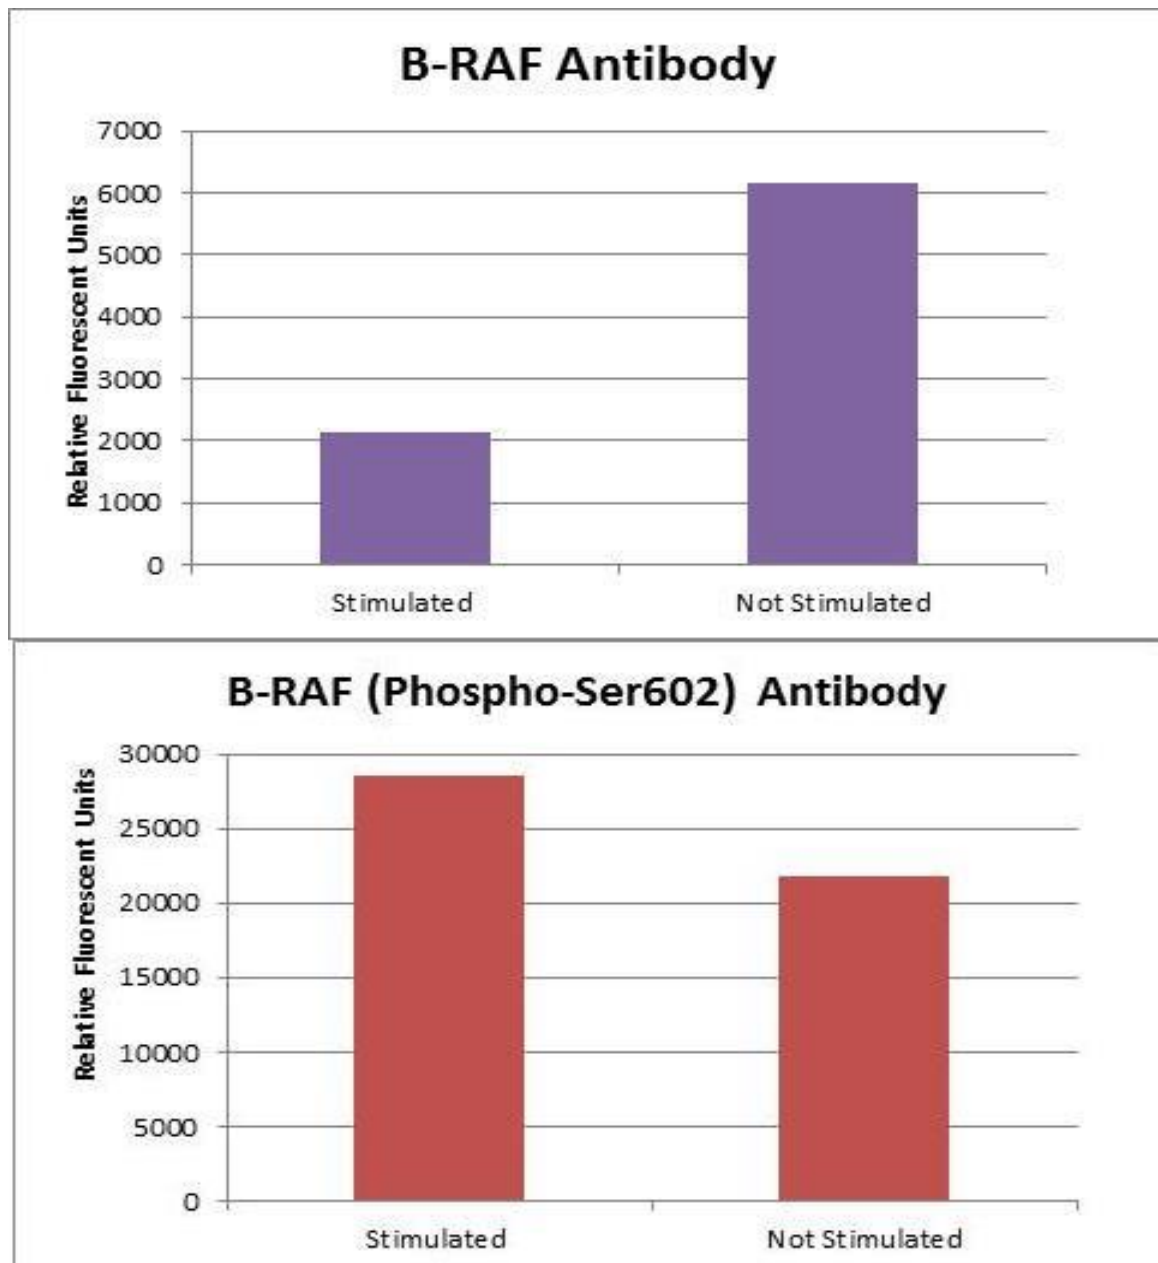 B-RAF Antibody
Relative Fluorescent Units
7000
6000
5000
4000
3000
2000
1000
0
Stimulated
Not Stimulated
B-RAF (Phospho-Ser602) Antibody
Relative Fluorescent Units
30000
25000
20000
15000
10000
5000
0
Stimulated
Not Stimulated